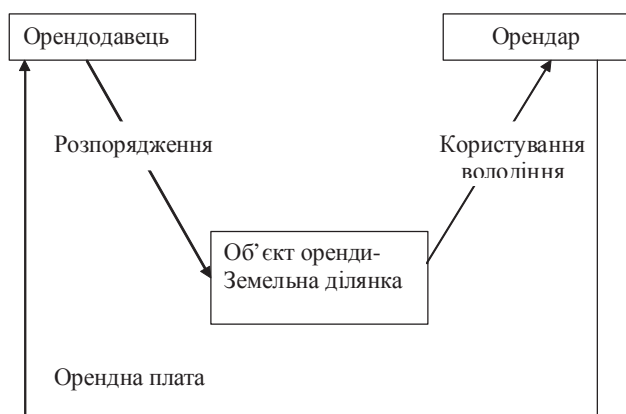 Орендодавець
Орендар
Розпорядження
Користування
володіння
Об’єкт оренди-
Земельна ділянка
Орендна плата